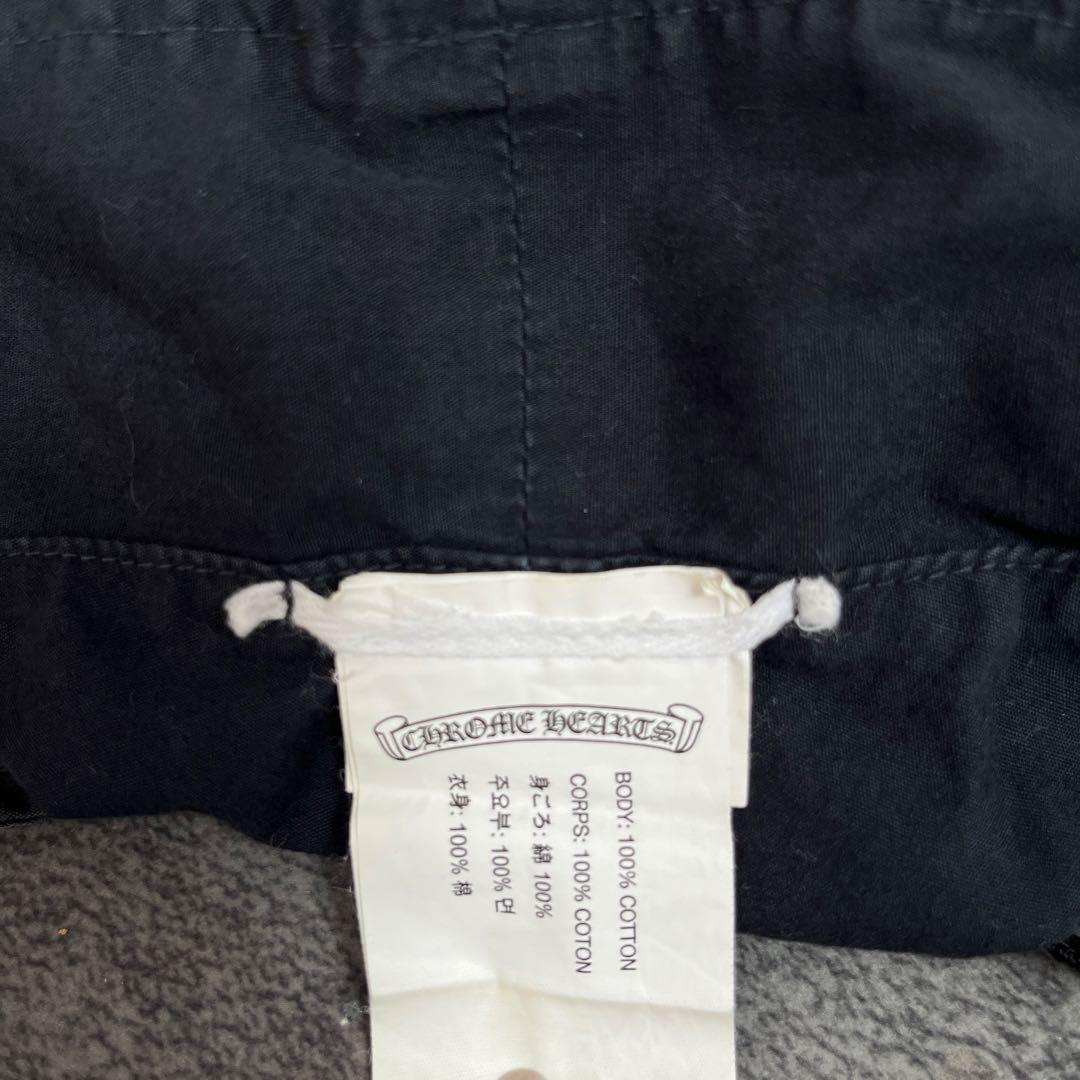 CHROME HEARTS
BODY: 100% COTTON
CORPS: 100% COTON
身ごろ: 綿 100%
주요부: 100% 면
衣身: 100% 棉